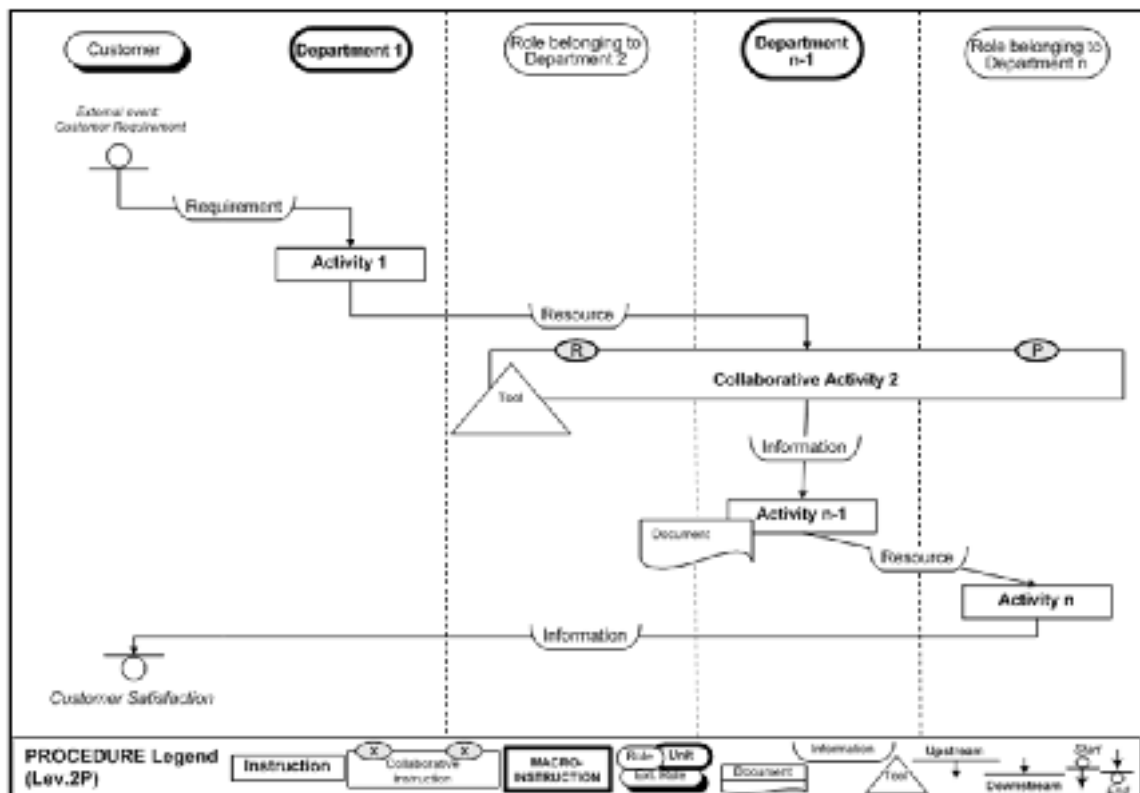 Customer
Department 1
Role belonging to
Department 2
Department
n-1
Role belonging to
Department n
External event:
Customer Requirement
Requirement
Activity 1
Resource
R
P
Collaborative Activity 2
Tool
Information
Activity n-1
Document
Resource
Activity n
Information
Customer Satisfaction
PROCEDURE Legend
(Lev.2P)
Instruction
X
X
Collaborative
Instruction
MACRO-
INSTRUCTION
Role
Unit
Ext. Role
Information
Document
Tool
Upstream
Downstream
Start
End